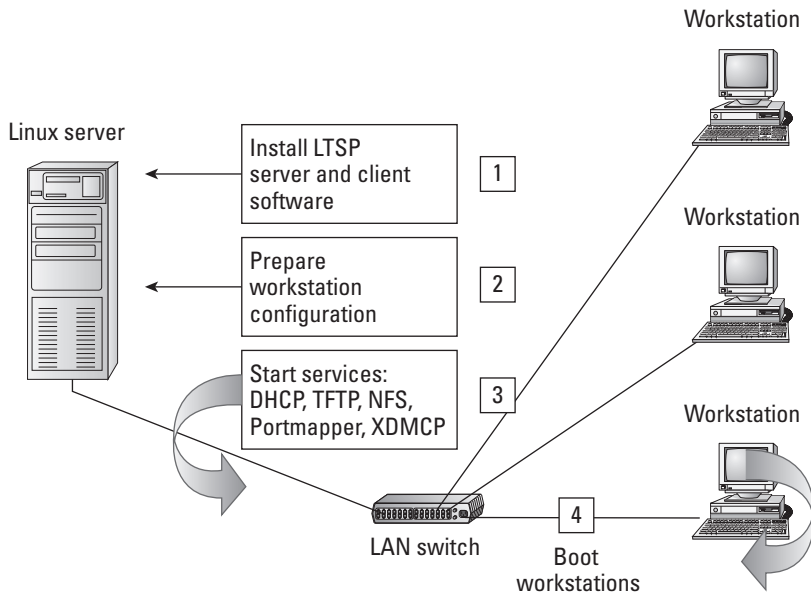 Workstation
Linux server
Install LTSP
server and client
software
1
Workstation
Prepare
workstation
configuration
2
Start services:
DHCP, TFTP, NFS,
Portmapper, XDMCP
3
Workstation
4
LAN switch
Boot
workstations